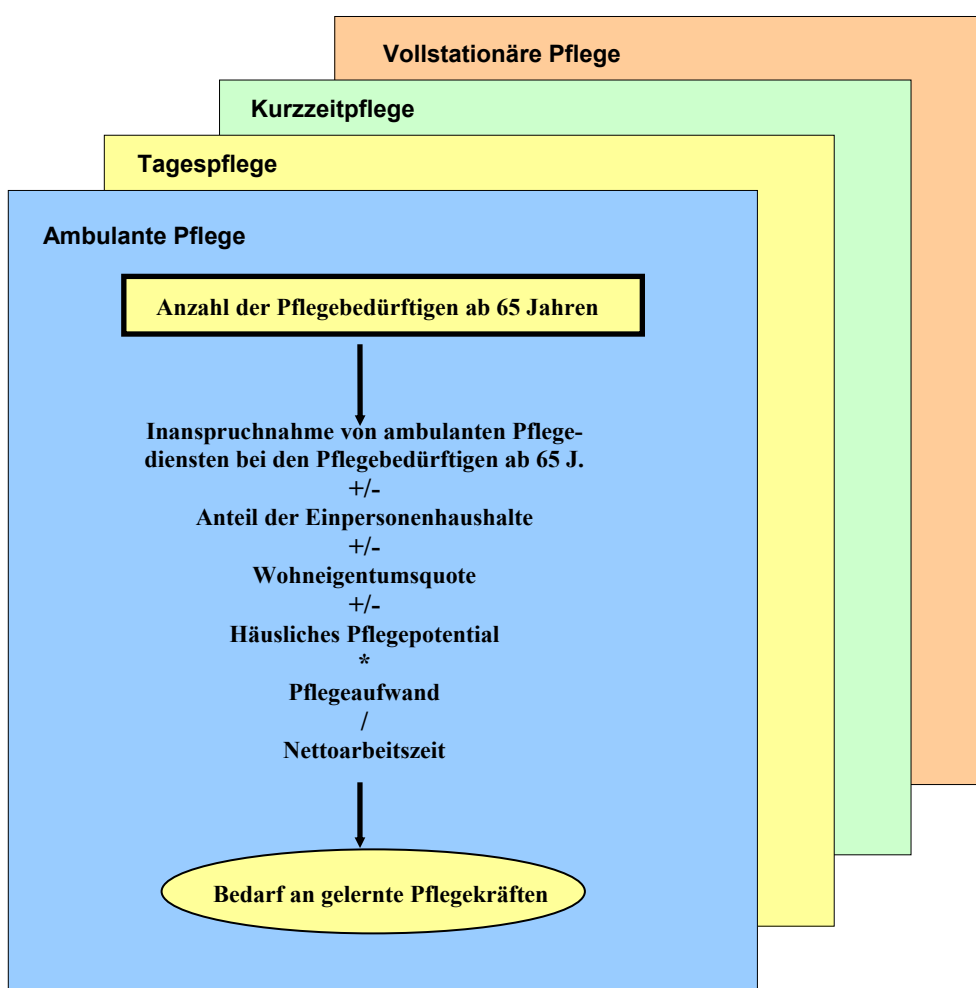 Vollstationäre Pflege
Kurzzeitpflege
Tagespflege
Ambulante Pflege
Anzahl der Pflegebedürftigen ab 65 Jahren
Inanspruchnahme von ambulanten Pflege-
diensten bei den Pflegebedürftigen ab 65 J.
+/-
Anteil der Einpersonenhaushalte
+/-
Wohneigentumsquote
+/-
Häusliches Pflegepotential
*
Pflegeaufwand
/
Nettoarbeitszeit
Bedarf an gelernte Pflegekräften